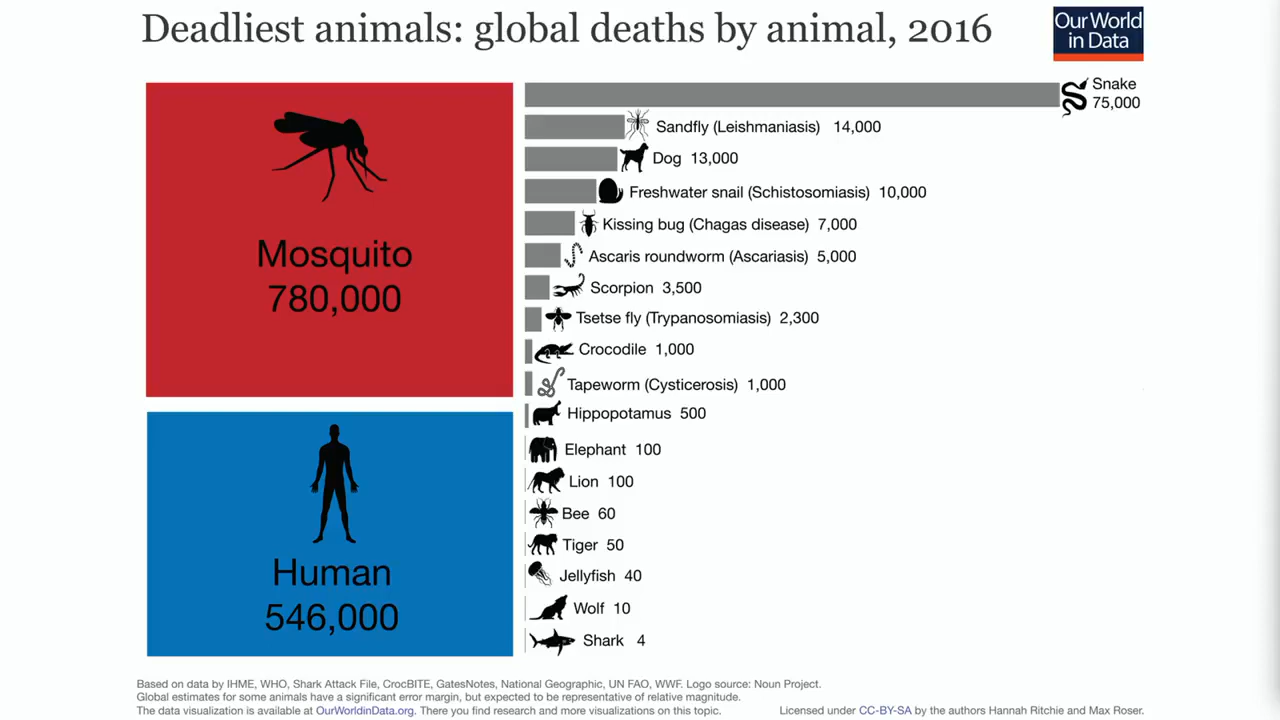 Deadliest animals: global deaths by animal, 2016
Our World
in Data
Mosquito
780,000
Human
546,000
Snake
75,000
Sandfly (Leishmaniasis) 14,000
Dog 13,000
Freshwater snail (Schistosomiasis) 10,000
Kissing bug (Chagas disease) 7,000
Ascaris roundworm (Ascariasis) 5,000
Scorpion 3,500
Tsetse fly (Trypanosomiasis) 2,300
Crocodile 1,000
Tapeworm (Cysticerosis) 1,000
Hippopotamus 500
Elephant 100
Lion 100
Bee 60
Tiger 50
Jellyfish 40
Wolf 10
Shark 4
Based on data by IHME, WHO, Shark Attack File, CrocBITE, GatesNotes, National Geographic, UN FAO, WWF. Logo source: Noun Project.
Global estimates for some animals have a significant error margin, but expected to be representative of relative magnitude.
The data visualization is available at OurWorldinData.org. There you find research and more visualizations on this topic.
Licensed under CC-BY-SA by the authors Hannah Ritchie and Max Roser.